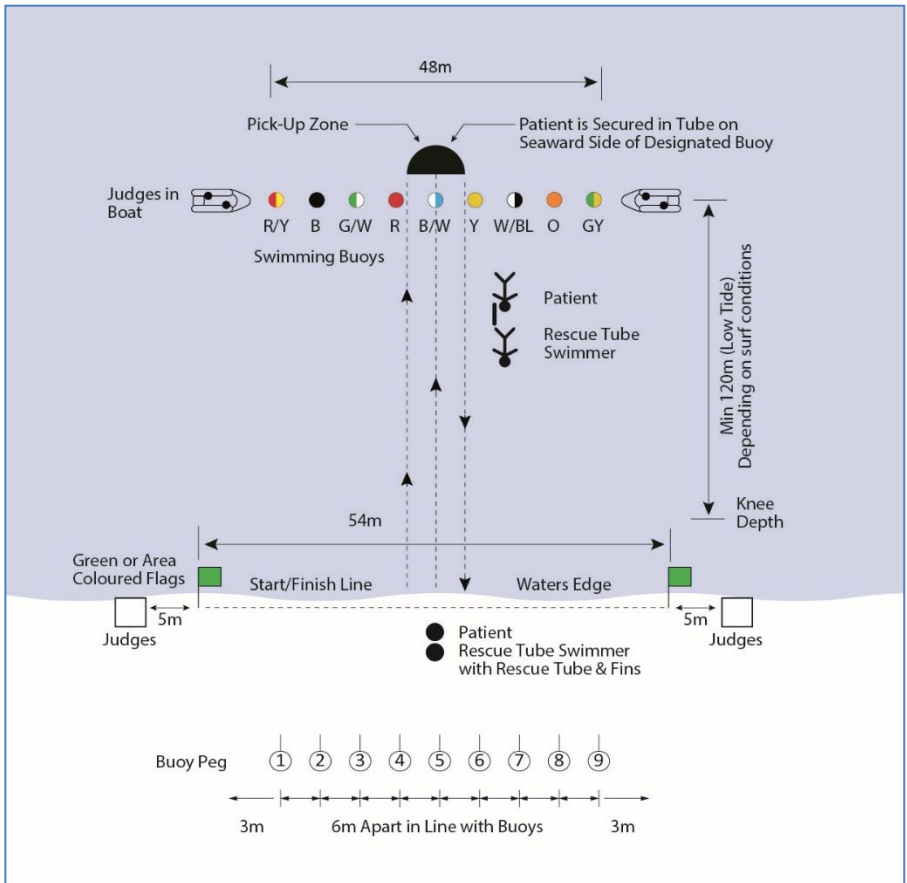 48m
Pick-Up Zone
Patient is Secured in Tube on
Seaward Side of Designated Buoy
Judges in
Boat
R/Y B G/W R B/W Y W/BL O GY
Swimming Buoys
Patient
Rescue Tube
Swimmer
Min 120m (Low Tide)
Depending on surf conditions
Knee
Depth
54m
Green or Area
Coloured Flags
Start/Finish Line
Waters Edge
5m
5m
Judges
Judges
Patient
Rescue Tube Swimmer
with Rescue Tube & Fins
Buoy Peg
1 2 3 4 5 6 7 8 9
3m
6m Apart in Line with Buoys
3m